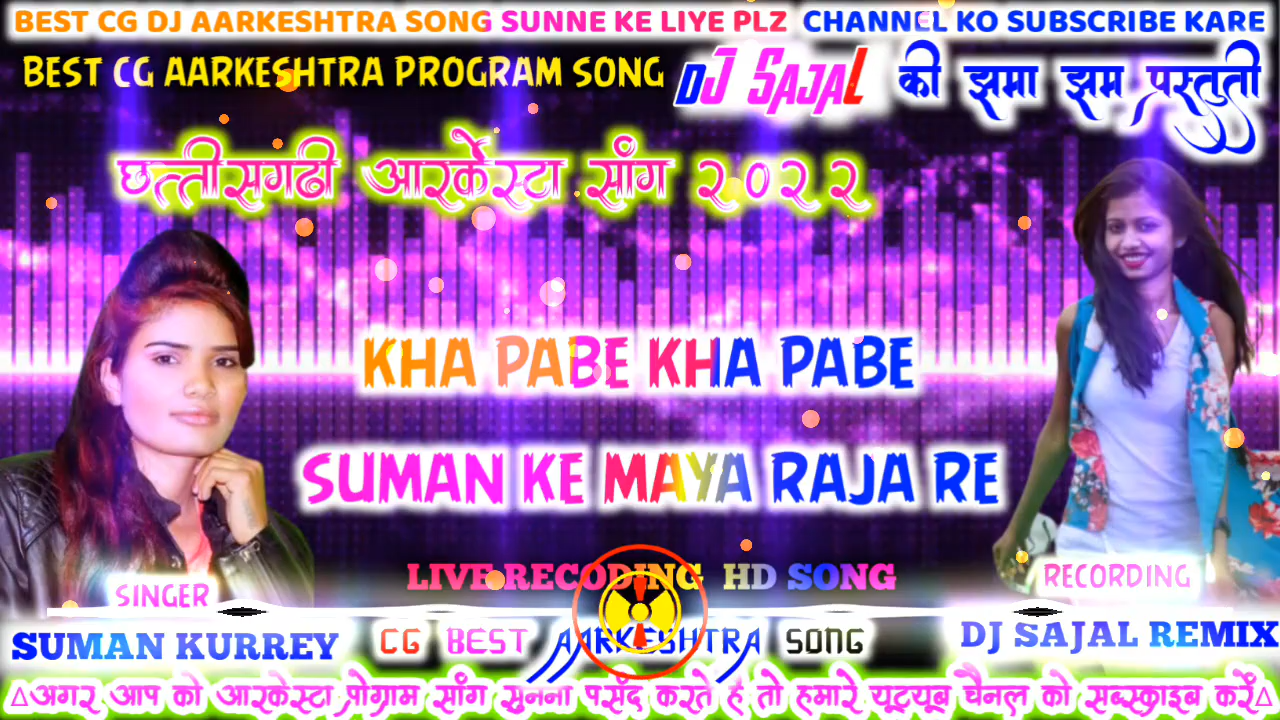 BEST CG DJ AARKESHTRA SONG SUNNE KE LIYE PLZ CHANNEL KO SUBSCRIBE KARE
BEST CG AARKESHTRA PROGRAM SONG DJ SAJAL की झमा झम पस्तुती
छत्तीसगढी आरर्केस्टा साँग २०२२
KHA PABE KHA PABE
SUMAN KE MAYA RAJA RE
LIVE RECODING HD SONG
SINGER
RECORDING
SUMAN KURREY
CG BEST AARKESHTRA SONG
DJ SAJAL REMIX
△अगर आप को आरकेस्टा प्रोग्राम साँग सुनना पसंद करते है तो हमारे यूट्यूब चैनल को सब्स्क्राइब करें△